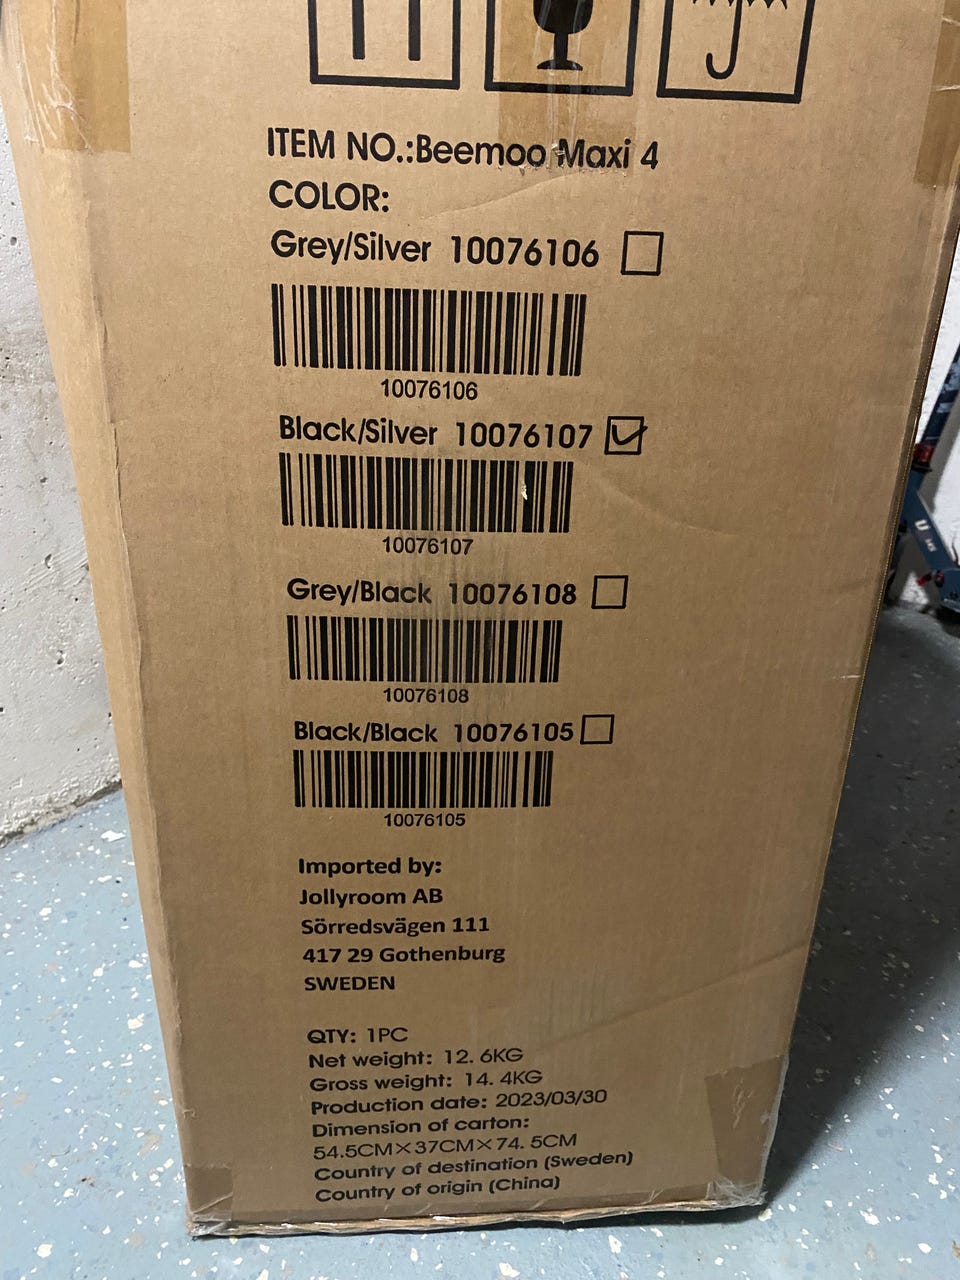 ITEM NO.:Beemoo Maxi 4
COLOR:
Grey/Silver 10076106
10076106
Black/Silver 10076107
10076107
Grey/Black 10076108
10076108
Black/Black 10076105
10076105
Imported by:
Jollyroom AB
Sörredsvägen 111
417 29 Gothenburg
SWEDEN
QTY: 1PC
Net weight: 12. 6KG
Gross weight: 14. 4KG
Production date: 2023/03/30
Dimension of carton:
54.5CM×37CM×74. 5CM
Country of destination (Sweden)
Country of origin (China)